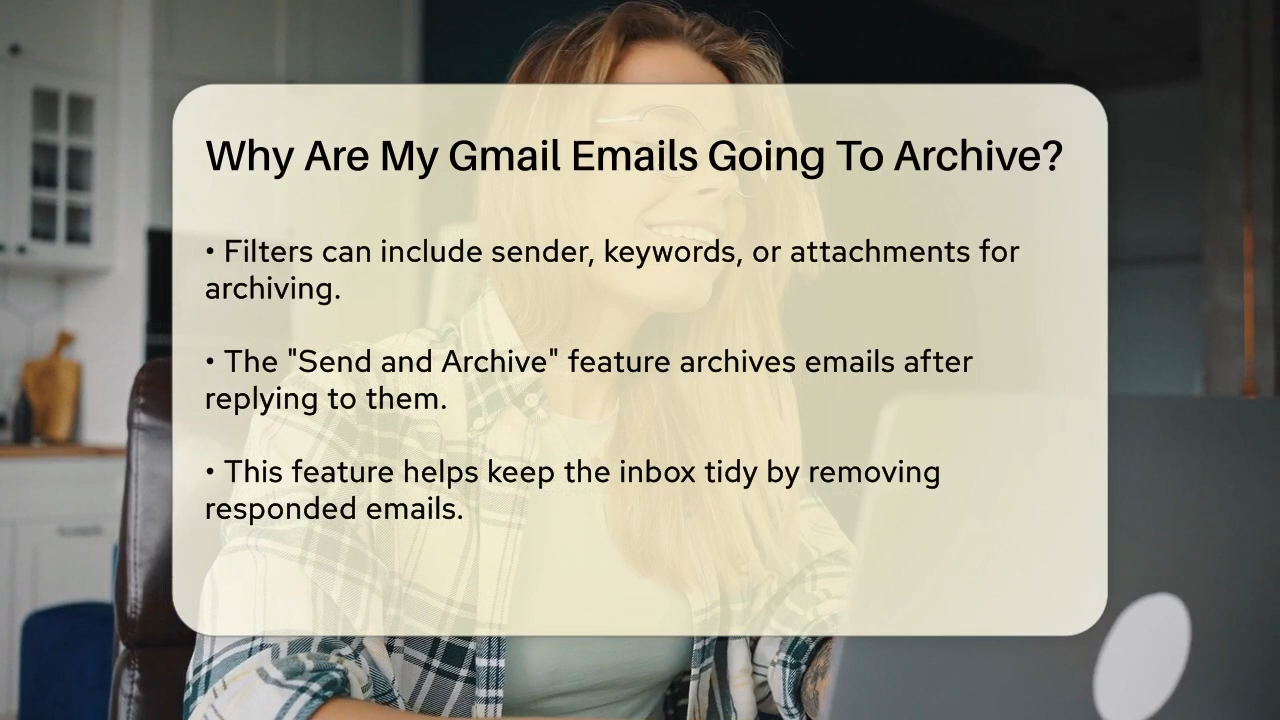 Why Are My Gmail Emails Going To Archive?
• Filters can include sender, keywords, or attachments for
archiving.
• The "Send and Archive" feature archives emails after
replying to them.
• This feature helps keep the inbox tidy by removing
responded emails.